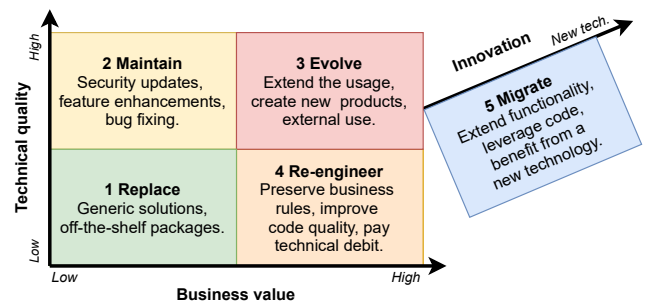 High
Technical quality
Low
2 Maintain
Security updates,
feature enhancements,
bug fixing.
3 Evolve
Extend the usage,
create new products,
external use.
1 Replace
Generic solutions,
off-the-shelf packages.
4 Re-engineer
Preserve business
rules, improve
code quality, pay
technical debit.
Innovation
New tech.
5 Migrate
Extend functionality,
leverage code,
benefit from a
new technology.
Low
High
Business value